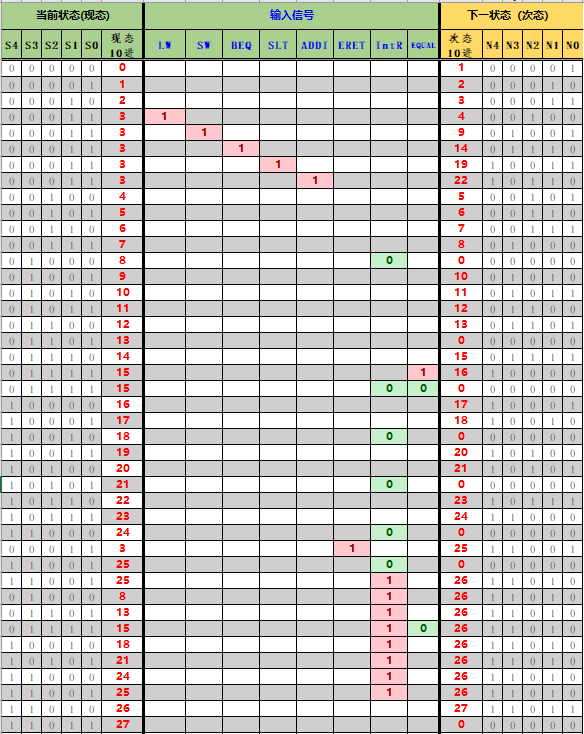 当前状态(现态) 输入信号 下一状态 (次态)
S4 S3 S2 S1 S0 现态10进 LW SW BEQ SLT ADDI ERET IntR EQUAL 次态10进 N4 N3 N2 N1 N0
0 0 0 0 0 0 1 0 0 0 0 1
0 0 0 0 1 1 2 0 0 0 1 0
0 0 0 1 0 2 3 0 0 0 1 1
0 0 0 1 1 3 1 4 0 0 1 0 0
0 0 0 1 1 3 1 9 0 1 0 0 1
0 0 0 1 1 3 1 14 0 1 1 1 0
0 0 0 1 1 3 1 19 1 0 0 1 1
0 0 0 1 1 3 1 22 1 0 1 1 0
0 0 1 0 0 4 5 0 0 1 0 1
0 0 1 0 1 5 6 0 0 1 1 0
0 0 1 1 0 6 7 0 0 1 1 1
0 0 1 1 1 7 8 0 1 0 0 0
0 1 0 0 0 8 0 0 0 0 0 0 0
0 1 0 0 1 9 10 0 1 0 1 0
0 1 0 1 0 10 11 0 1 0 1 1
0 1 0 1 1 11 12 0 1 1 0 0
0 1 1 0 0 12 13 0 1 1 0 1
0 1 1 0 1 13 0 0 0 0 0 0
0 1 1 1 0 14 15 0 1 1 1 1
0 1 1 1 1 15 1 16 1 0 0 0 0
0 1 1 1 1 15 0 0 0 0 0 0 0 0
1 0 0 0 0 16 17 1 0 0 0 1
1 0 0 0 1 17 18 1 0 0 1 0
1 0 0 1 0 18 0 0 0 0 0 0 0
1 0 0 1 1 19 20 1 0 1 0 0
1 0 1 0 0 20 21 1 0 1 0 1
1 0 1 0 1 21 0 0 0 0 0 0 0
1 0 1 1 0 22 23 1 0 1 1 1
1 0 1 1 1 23 24 1 1 0 0 0
1 1 0 0 0 24 0 0 0 0 0 0 0
0 0 0 1 1 3 1 25 1 1 0 0 1
1 1 0 0 1 25 0 0 0 0 0 0 0
1 1 0 0 1 25 1 26 1 1 0 1 0
0 1 0 0 0 8 1 26 1 1 0 1 0
0 1 1 0 1 13 1 26 1 1 0 1 0
0 1 1 1 1 15 1 0 26 1 1 0 1 0
1 0 0 1 0 18 1 26 1 1 0 1 0
1 0 1 0 1 21 1 26 1 1 0 1 0
1 1 0 0 0 24 1 26 1 1 0 1 0
1 1 0 0 1 25 1 26 1 1 0 1 0
1 1 0 1 0 26 27 1 1 0 1 1
1 1 0 1 1 27 0 0 0 0 0 0